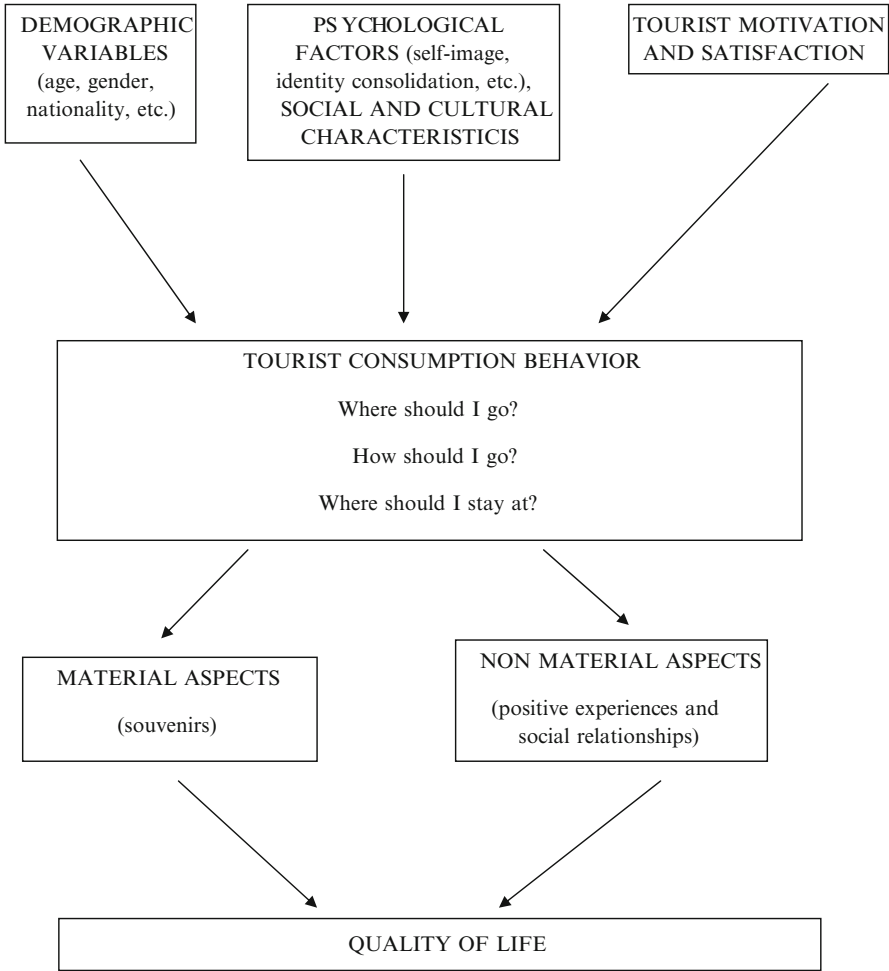 DEMOGRAPHIC
VARIABLES
(age, gender,
nationality, etc.)
PS YCHOLOGICAL
FACTORS (self-image,
identity consolidation, etc.),
SOCIAL AND CULTURAL
CHARACTERISTICIS
TOURIST MOTIVATION
AND SATISFACTION
TOURIST CONSUMPTION BEHAVIOR
Where should I go?
How should I go?
Where should I stay at?
MATERIAL ASPECTS
(souvenirs)
NON MATERIAL ASPECTS
(positive experiences and
social relationships)
QUALITY OF LIFE